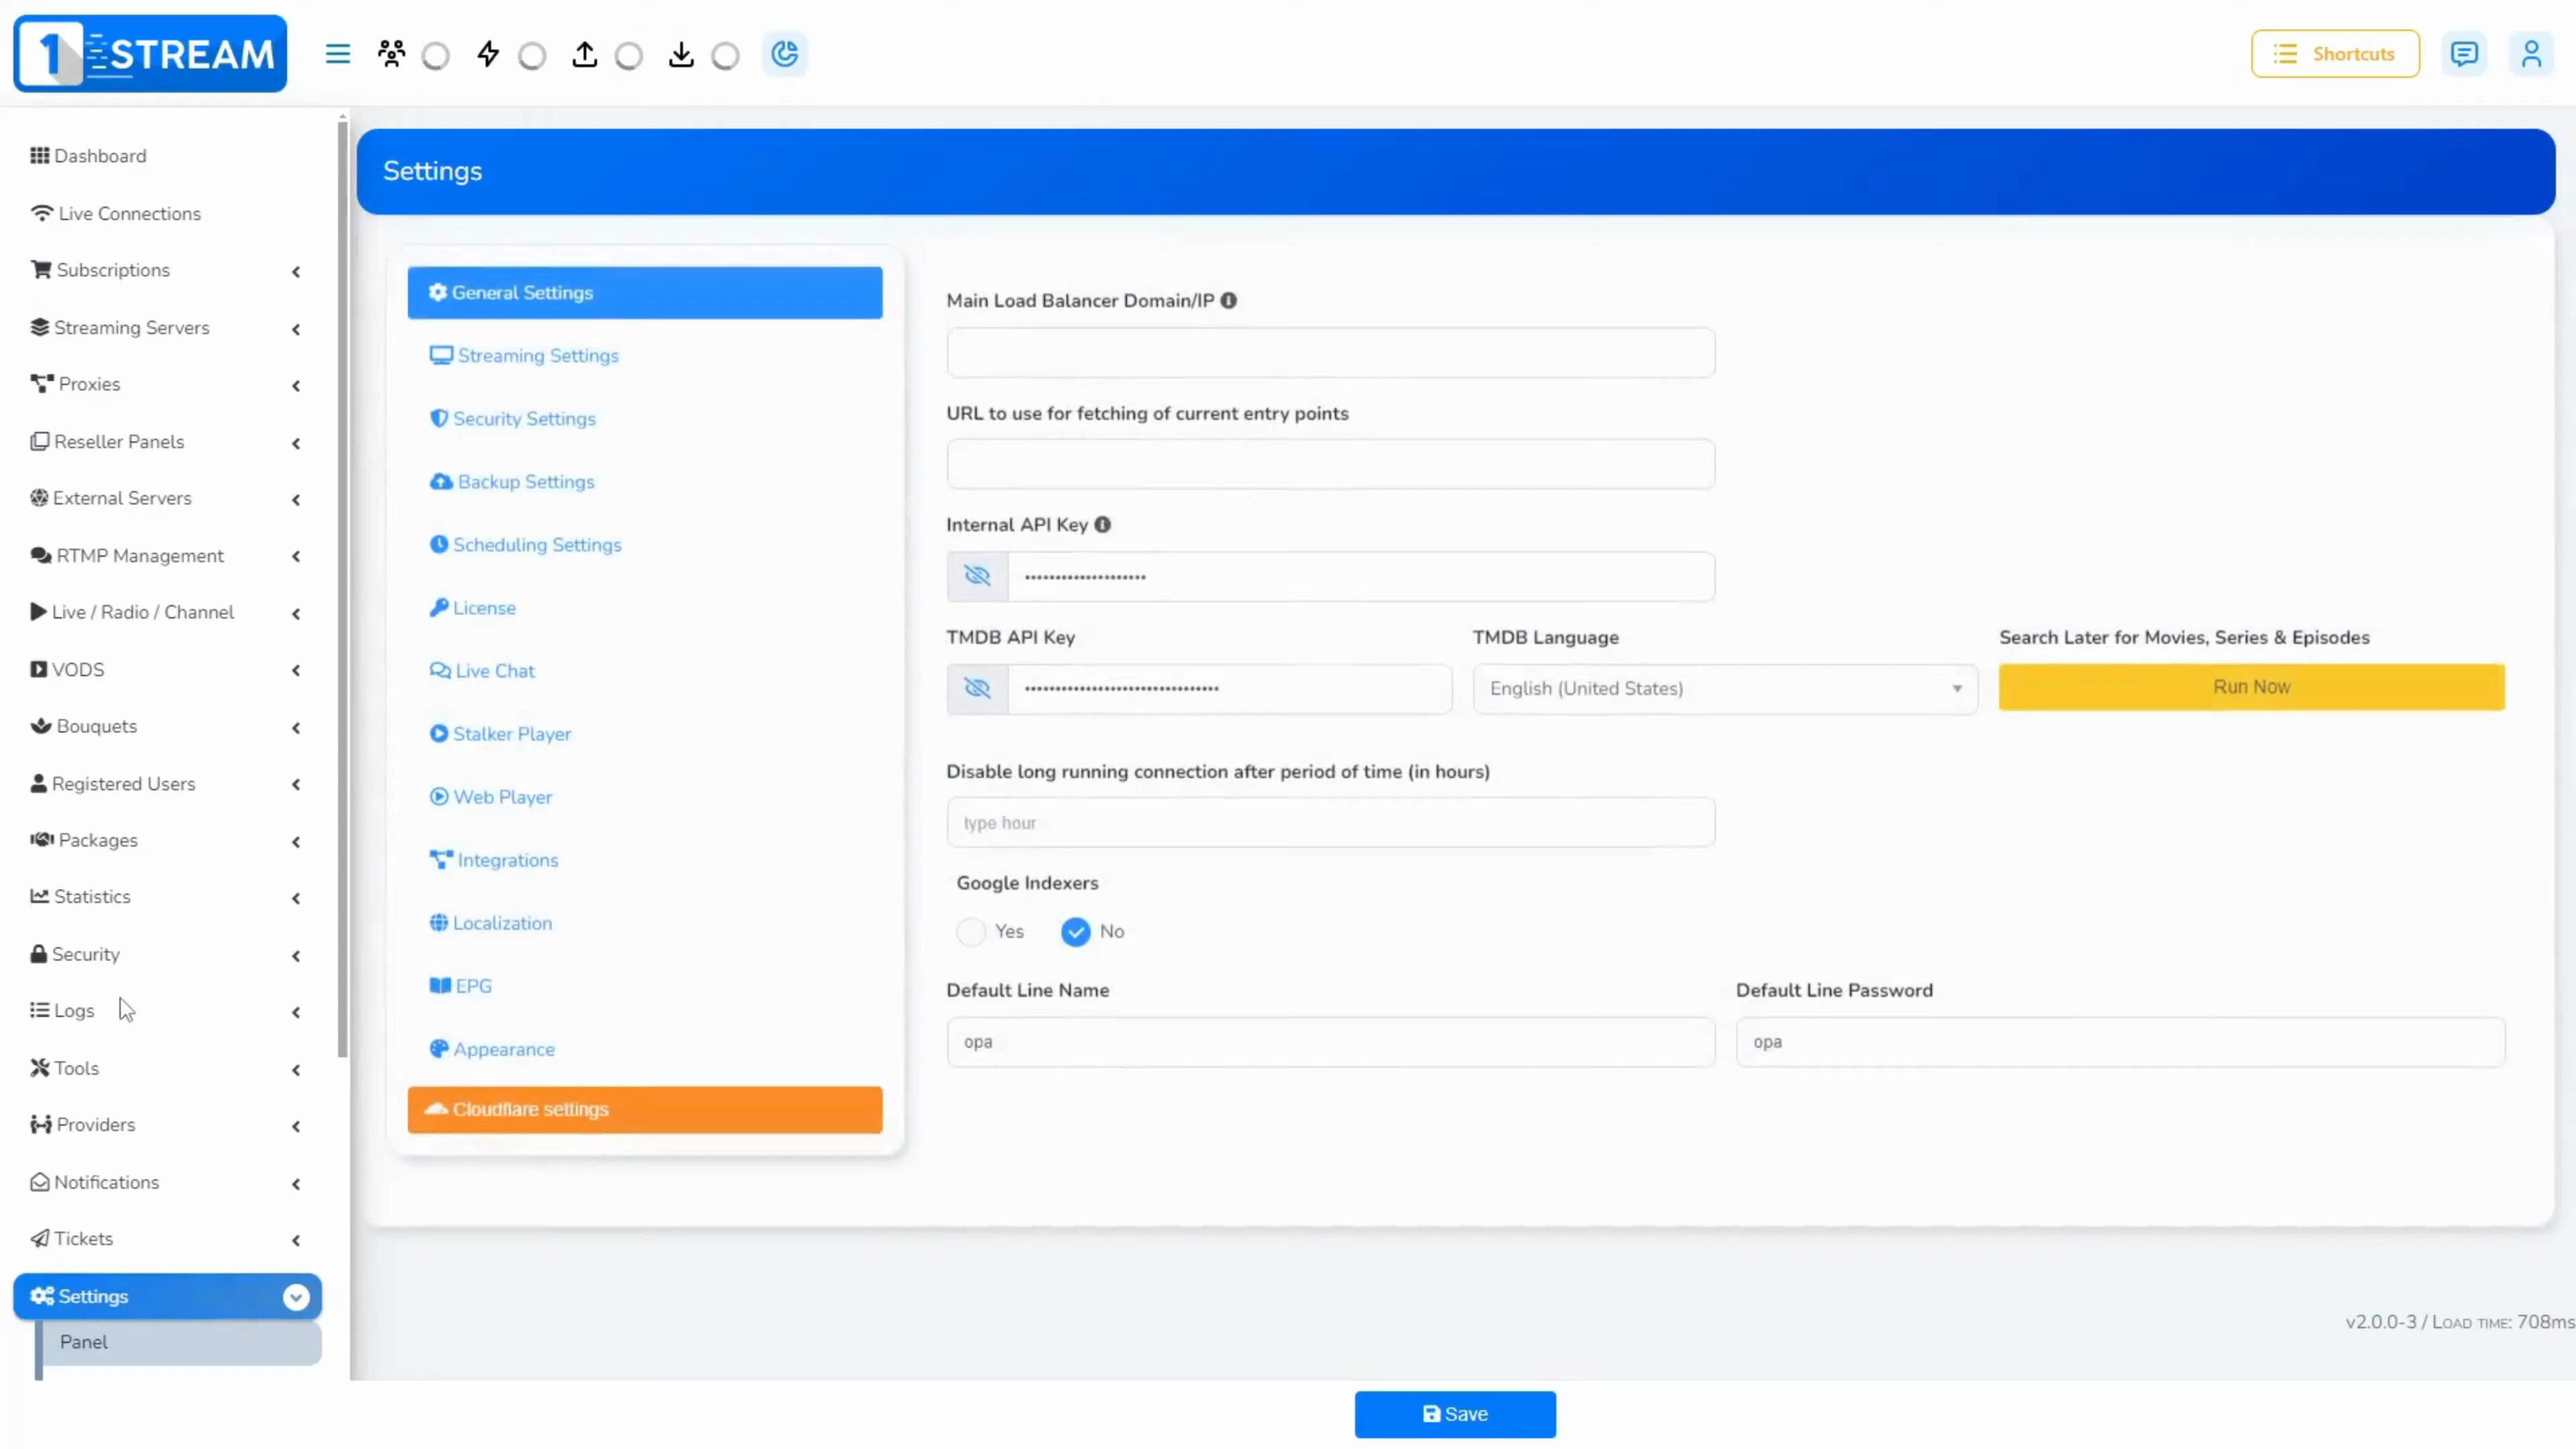 1 STREAM
Shortcuts
Dashboard
Live Connections
Subscriptions
Streaming Servers
Proxies
Reseller Panels
External Servers
RTMP Management
Live / Radio / Channel
VODS
Bouquets
Registered Users
Packages
Statistics
Security
Logs
Tools
Providers
Notifications
Tickets
Settings
Panel
Settings
General Settings
Streaming Settings
Security Settings
Backup Settings
Scheduling Settings
License
Live Chat
Stalker Player
Web Player
Integrations
Localization
EPG
Appearance
Cloudflare settings
Main Load Balancer Domain/IP
URL to use for fetching of current entry points
Internal API Key
TMDB API Key
TMDB Language
Search Later for Movies, Series & Episodes
English (United States)
Run Now
Disable long running connection after period of time (in hours)
type hour
Google Indexers
Yes
No
Default Line Name
Default Line Password
opa
opa
v2.0.0-3 / LOAD TIME: 708ms
Save